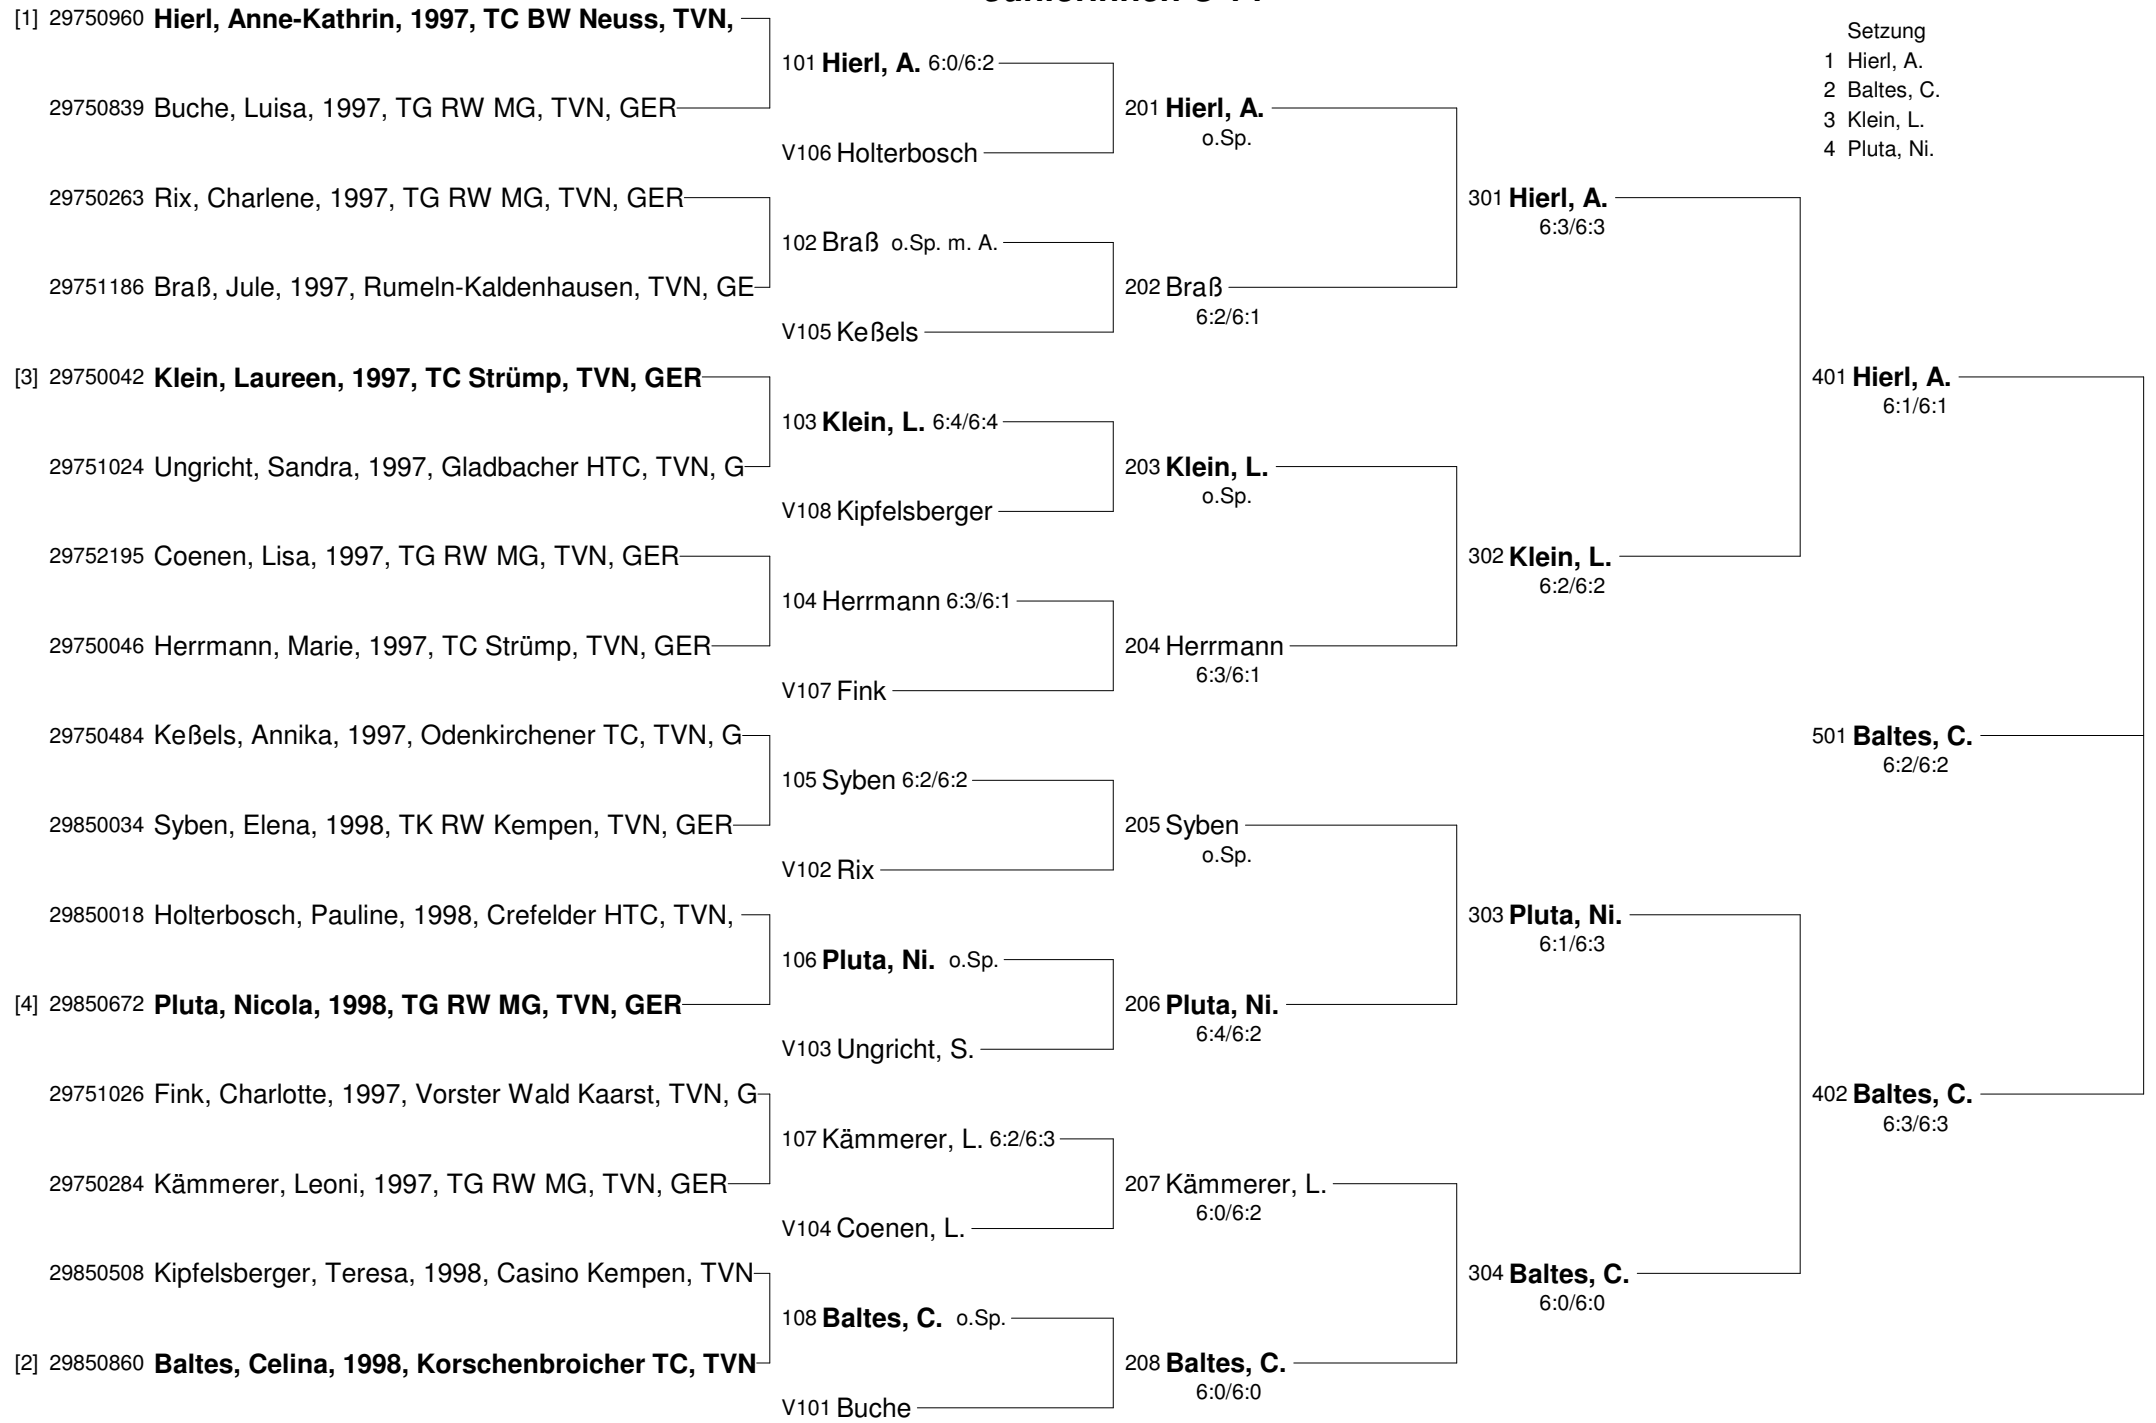 [1] 29750960 Hierl, Anne-Kathrin, 1997, TC BW Neuss, TVN,
29750839 Buche, Luisa, 1997, TG RW MG, TVN, GER
29750263 Rix, Charlene, 1997, TG RW MG, TVN, GER
29751186 Braß, Jule, 1997, Rumeln-Kaldenhausen, TVN, GE
[3] 29750042 Klein, Laureen, 1997, TC Strümp, TVN, GER
29751024 Ungricht, Sandra, 1997, Gladbacher HTC, TVN, G
29752195 Coenen, Lisa, 1997, TG RW MG, TVN, GER
29750046 Herrmann, Marie, 1997, TC Strümp, TVN, GER
29750484 Keßels, Annika, 1997, Odenkirchener TC, TVN, G
29850034 Syben, Elena, 1998, TK RW Kempen, TVN, GER
29850018 Holterbosch, Pauline, 1998, Crefelder HTC, TVN,
[4] 29850672 Pluta, Nicola, 1998, TG RW MG, TVN, GER
29751026 Fink, Charlotte, 1997, Vorster Wald Kaarst, TVN, G
29750284 Kämmerer, Leoni, 1997, TG RW MG, TVN, GER
29850508 Kipfelsberger, Teresa, 1998, Casino Kempen, TVN
[2] 29850860 Baltes, Celina, 1998, Korschenbroicher TC, TVN
101 Hierl, A. 6:0/6:2
V106 Holterbosch
102 Braß o.Sp. m. A.
V105 Keßels
103 Klein, L. 6:4/6:4
V108 Kipfelsberger
104 Herrmann 6:3/6:1
V107 Fink
105 Syben 6:2/6:2
V102 Rix
106 Pluta, Ni. o.Sp.
V103 Ungricht, S.
107 Kämmerer, L. 6:2/6:3
V104 Coenen, L.
108 Baltes, C. o.Sp.
V101 Buche
201 Hierl, A.
o.Sp.
202 Braß
6:2/6:1
203 Klein, L.
o.Sp.
204 Herrmann
6:3/6:1
205 Syben
o.Sp.
206 Pluta, Ni.
6:4/6:2
207 Kämmerer, L.
6:0/6:2
208 Baltes, C.
6:0/6:0
301 Hierl, A.
6:3/6:3
302 Klein, L.
6:2/6:2
303 Pluta, Ni.
6:1/6:3
304 Baltes, C.
6:0/6:0
Setzung
1 Hierl, A.
2 Baltes, C.
3 Klein, L.
4 Pluta, Ni.
401 Hierl, A.
6:1/6:1
501 Baltes, C.
6:2/6:2
402 Baltes, C.
6:3/6:3